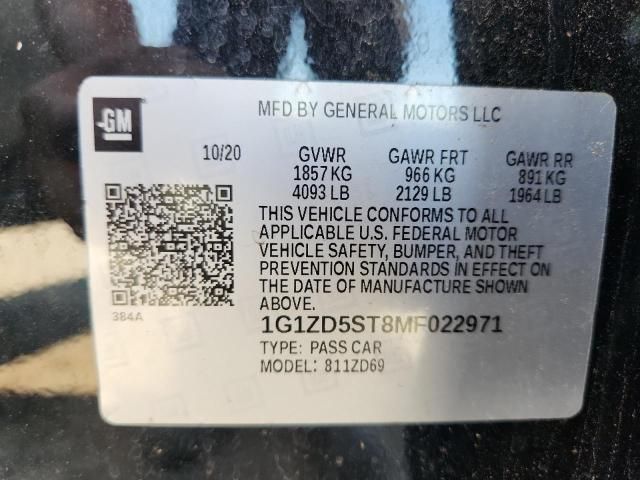 GM
MFD BY GENERAL MOTORS LLC
10/20 GVWR GAWR FRT GAWR RR
1857 KG 966 KG 891 KG
4093 LB 2129 LB 1964 LB
THIS VEHICLE CONFORMS TO ALL
APPLICABLE U.S. FEDERAL MOTOR
VEHICLE SAFETY, BUMPER, AND THEFT
PREVENTION STANDARDS IN EFFECT ON
THE DATE OF MANUFACTURE SHOWN
ABOVE.
384A
1G1ZD5ST8MF022971
TYPE: PASS CAR
MODEL: 811ZD69